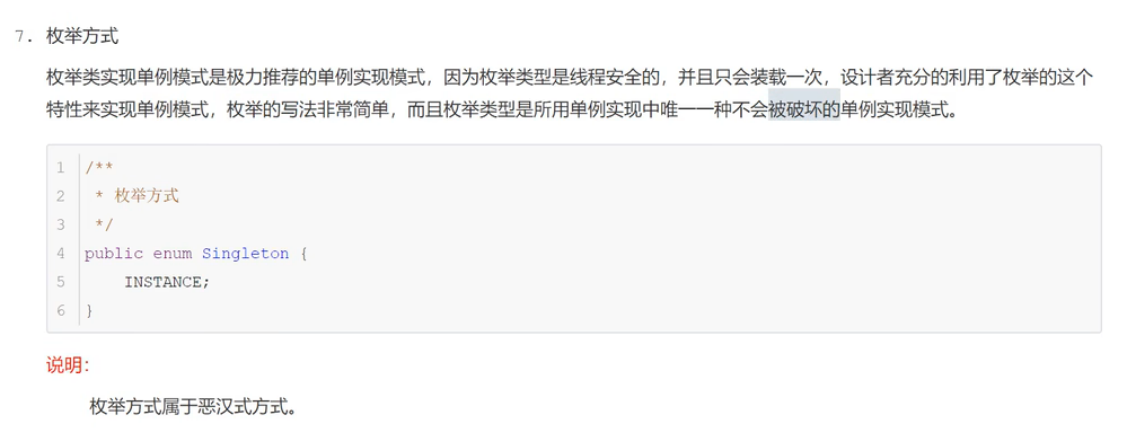 7. 枚举方式
枚举类实现单例模式是极力推荐的单例实现模式，因为枚举类型是线程安全的，并且只会装载一次，设计者充分的利用了枚举的这个
特性来实现单例模式，枚举的写法非常简单，而且枚举类型是所用单例实现中唯一一种不会被破坏的单例实现模式。
1 /**
2 * 枚举方式
3 */
4 public enum Singleton {
5 INSTANCE;
6 }
说明：
枚举方式属于恶汉式方式。